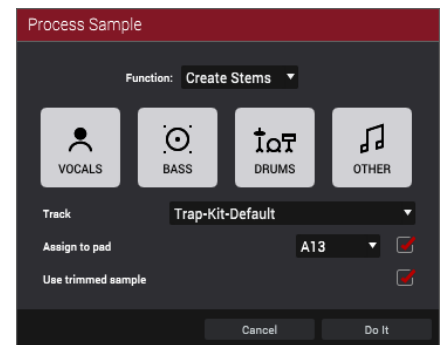 Process Sample
Function: Create Stems
VOCALS BASS DRUMS OTHER
Track Trap-Kit-Default
Assign to pad A13
Use trimmed sample
Cancel Do It